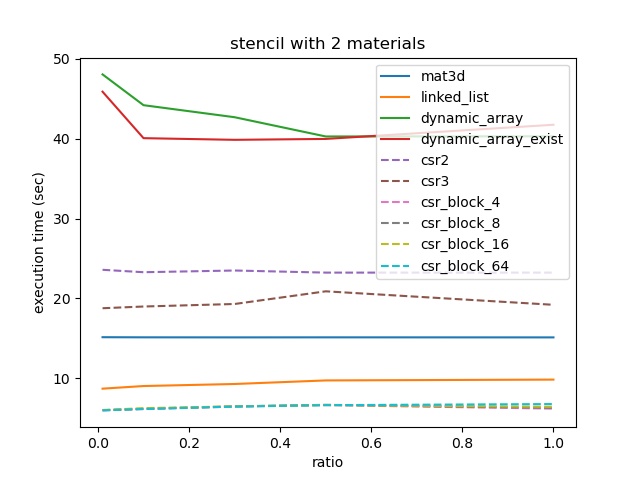 stencil with 2 materials
50
40
30
20
10
execution time (sec)
mat3d
linked_list
dynamic_array
dynamic_array_exist
csr2
csr3
csr_block_4
csr_block_8
csr_block_16
csr_block_64
0.0 0.2 0.4 0.6 0.8 1.0
ratio